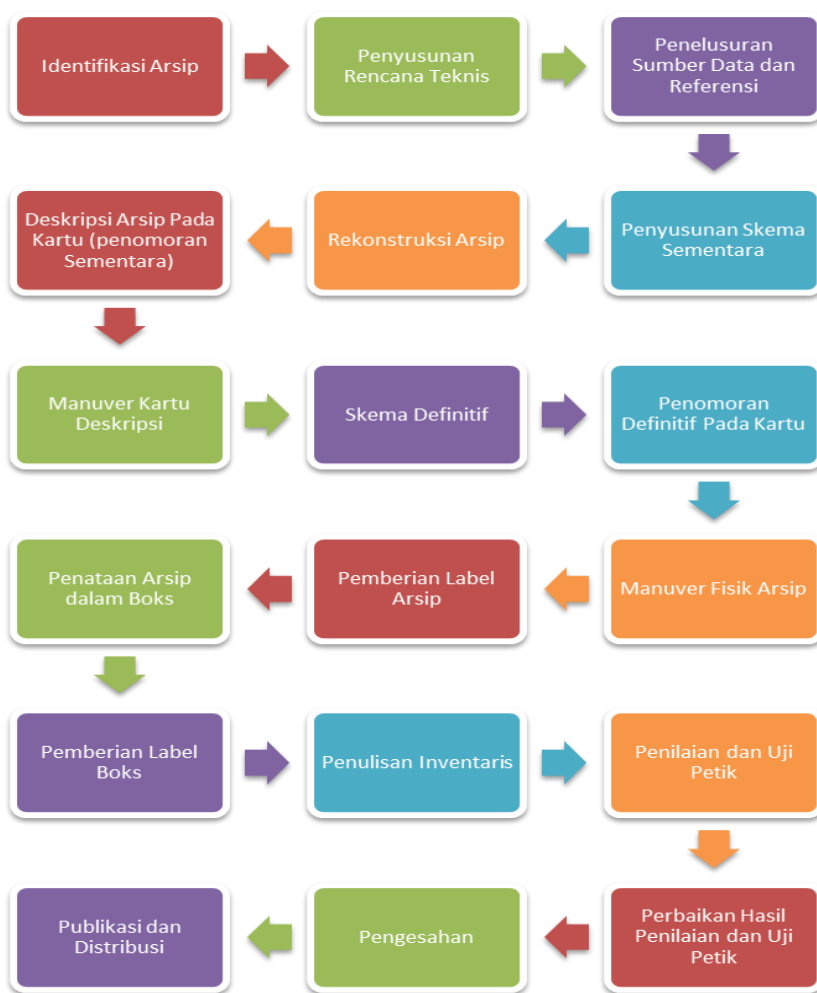 Identifikasi Arsip
Penyusunan
Rencana Teknis
Penelusuran
Sumber Data dan
Referensi
Penyusunan Skema
Sementara
Rekonstruksi Arsip
Deskripsi Arsip Pada
Kartu (penomoran
Sementara)
Manuver Kartu
Deskripsi
Skema Definitif
Penomoran
Definitif Pada Kartu
Manuver Fisik Arsip
Pemberian Label
Arsip
Penataan Arsip
dalam Boks
Pemberian Label
Boks
Penulisan Inventaris
Penilaian dan Uji
Petik
Perbaikan Hasil
Penilaian dan Uji
Petik
Pengesahan
Publikasi dan
Distribusi